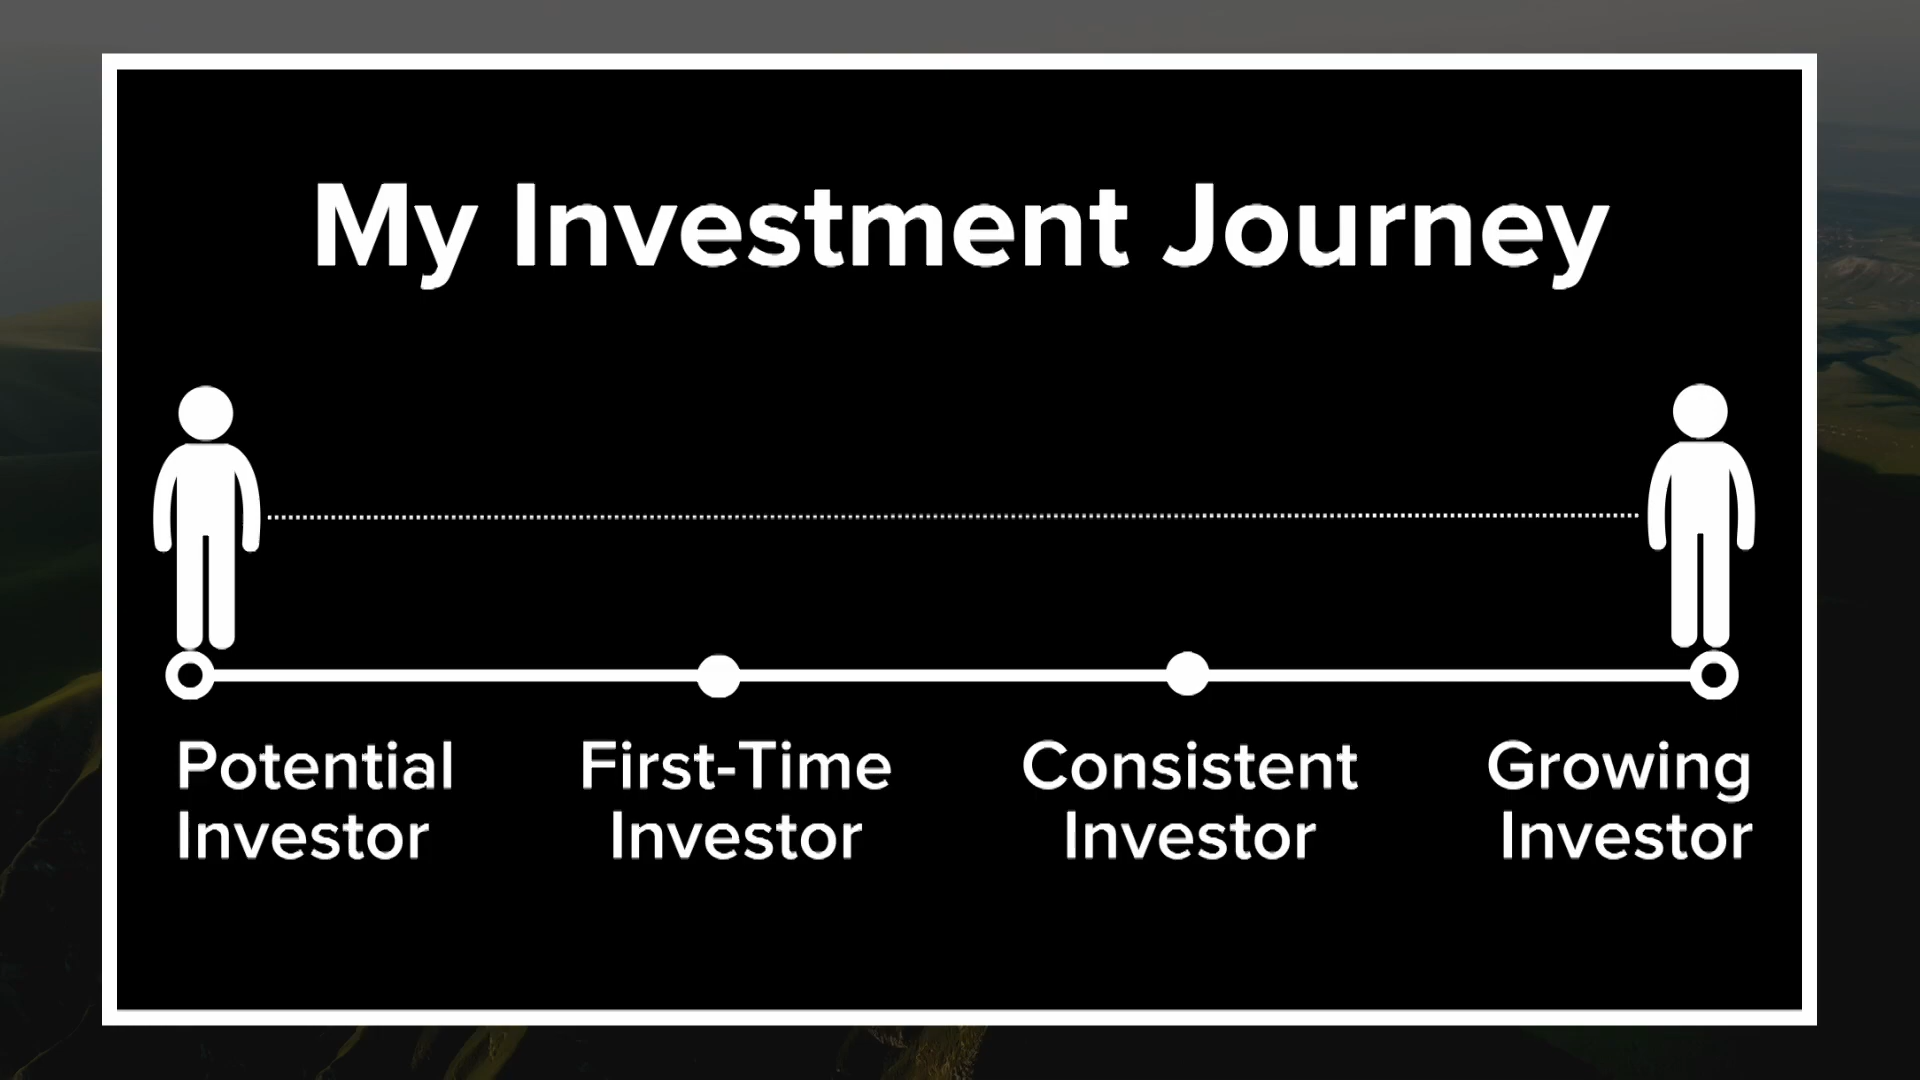 My Investment Journey
Potential
Investor
First-Time
Investor
Consistent
Investor
Growing
Investor